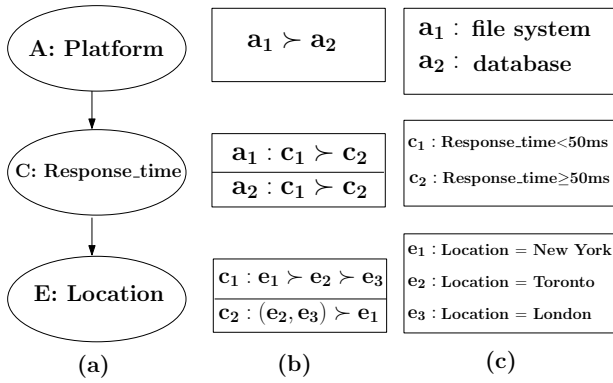 A: Platform
a₁ ≻ a₂
a₁ : file system
a₂ : database
C: Response_time
a₁ : c₁ ≻ c₂
a₂ : c₁ ≻ c₂
c₁ : Response_time<50ms
c₂ : Response_time≥50ms
E: Location
c₁ : e₁ ≻ e₂ ≻ e₃
c₂ : (e₂, e₃) ≻ e₁
e₁ : Location = New York
e₂ : Location = Toronto
e₃ : Location = London
(a)
(b)
(c)